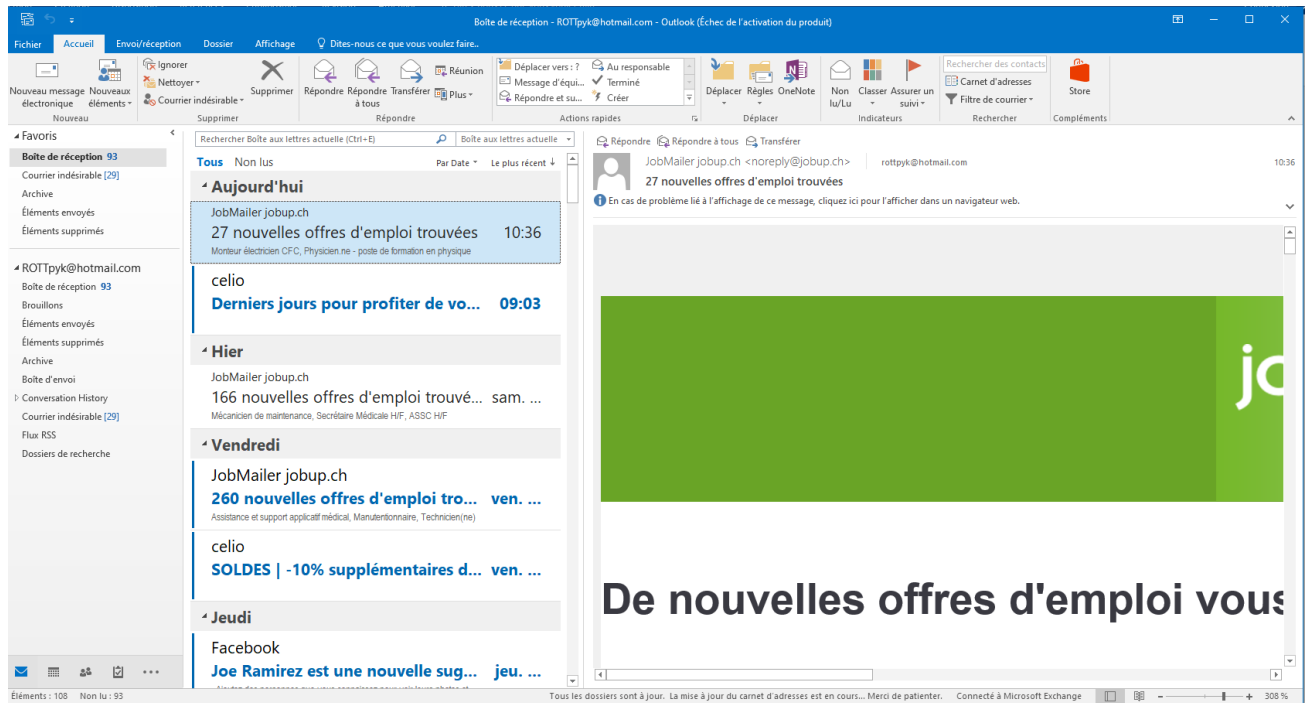 Boîte de réception - ROTTpyk@hotmail.com - Outlook (Échec de l'activation du produit)
Fichier Accueil Envoi/réception Dossier Affichage Dites-nous ce que vous voulez faire..
Nouveau message électronique
Nouveaux éléments
Nouveau
Ignorer
Nettoyer
Courrier indésirable
Supprimer
Supprimer
Répondre
Répondre à tous
Transférer
Réunion
Plus
Répondre
Déplacer vers : ?
Message d'équi...
Répondre et su...
Au responsable
Terminé
Créer
Actions rapides
Déplacer
Règles
OneNote
Déplacer
Non lu/Lu
Classer
Assurer un suivi
Indicateurs
Rechercher des contacts
Carnet d'adresses
Filtre de courrier
Rechercher
Store
Compléments
Favoris
Boîte de réception 93
Courrier indésirable [29]
Archive
Éléments envoyés
Éléments supprimés
ROTTpyk@hotmail.com
Boîte de réception 93
Brouillons
Éléments envoyés
Éléments supprimés
Archive
Boîte d'envoi
Conversation History
Courrier indésirable [29]
Flux RSS
Dossiers de recherche
Rechercher Boîte aux lettres actuelle (Ctrl+E) Boîte aux lettres actuelle
Tous Non lus Par Date Le plus récent
Aujourd'hui
JobMailer jobup.ch
27 nouvelles offres d'emploi trouvées 10:36
Monteur électricien CFC, Physicien.ne - poste de formation en physique
celio
Derniers jours pour profiter de vo... 09:03
Hier
JobMailer jobup.ch
166 nouvelles offres d'emploi trouvé... sam. ...
Mécanicien de maintenance, Secrétaire Médicale H/F, ASSC H/F
Vendredi
JobMailer jobup.ch
260 nouvelles offres d'emploi tro... ven. ...
Assistance et support applicatif médical, Manutentionnaire, Technicien(ne)
celio
SOLDES | -10% supplémentaires d... ven. ...
Jeudi
Facebook
Joe Ramirez est une nouvelle sug... jeu. ...
Répondre Répondre à tous Transférer
JobMailer jobup.ch <noreply@jobup.ch> rottpyk@hotmail.com 10:36
27 nouvelles offres d'emploi trouvées
En cas de problème lié à l'affichage de ce message, cliquez ici pour l'afficher dans un navigateur web.
jo
De nouvelles offres d'emploi vous
Éléments : 108 Non lu : 93 Tous les dossiers sont à jour. La mise à jour du carnet d'adresses est en cours... Merci de patienter. Connecté à Microsoft Exchange 308 %